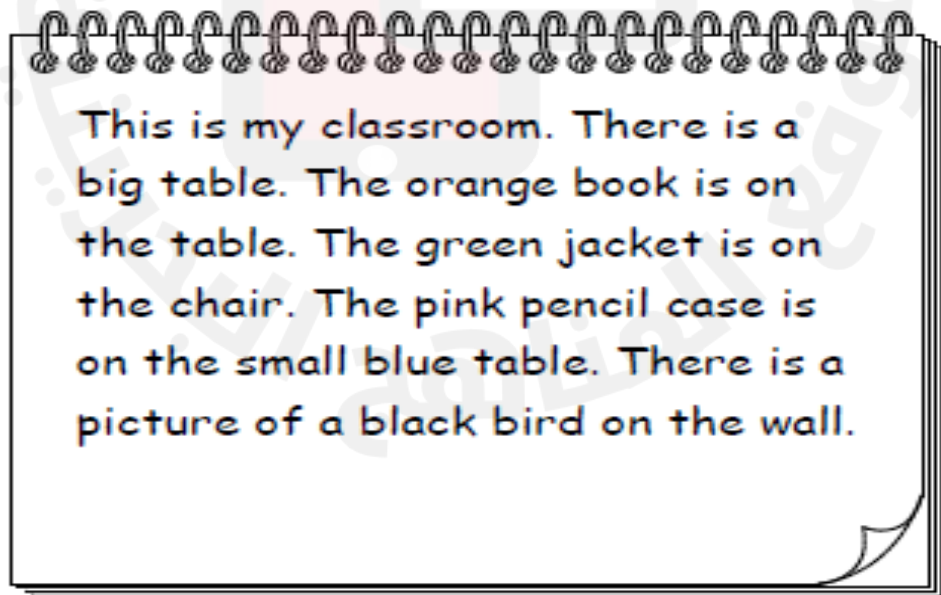 This is my classroom. There is a
big table. The orange book is on
the table. The green jacket is on
the chair. The pink pencil case is
on the small blue table. There is a
picture of a black bird on the wall.